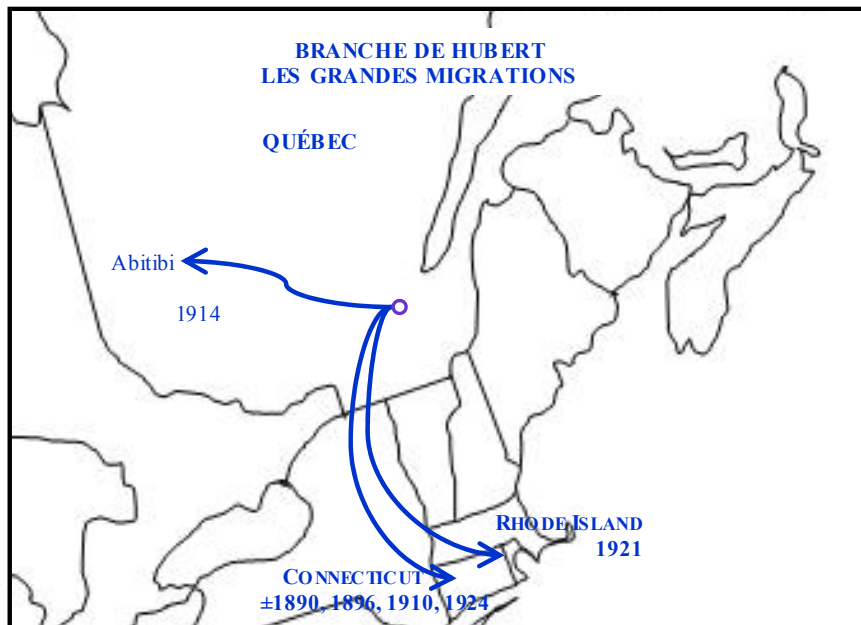 BRANCHE DE HUBERT
LES GRANDES MIGRATIONS
QUÉBEC
Abitibi
1914
RHODE ISLAND
1921
CONNECTICUT
±1890, 1896, 1910, 1924